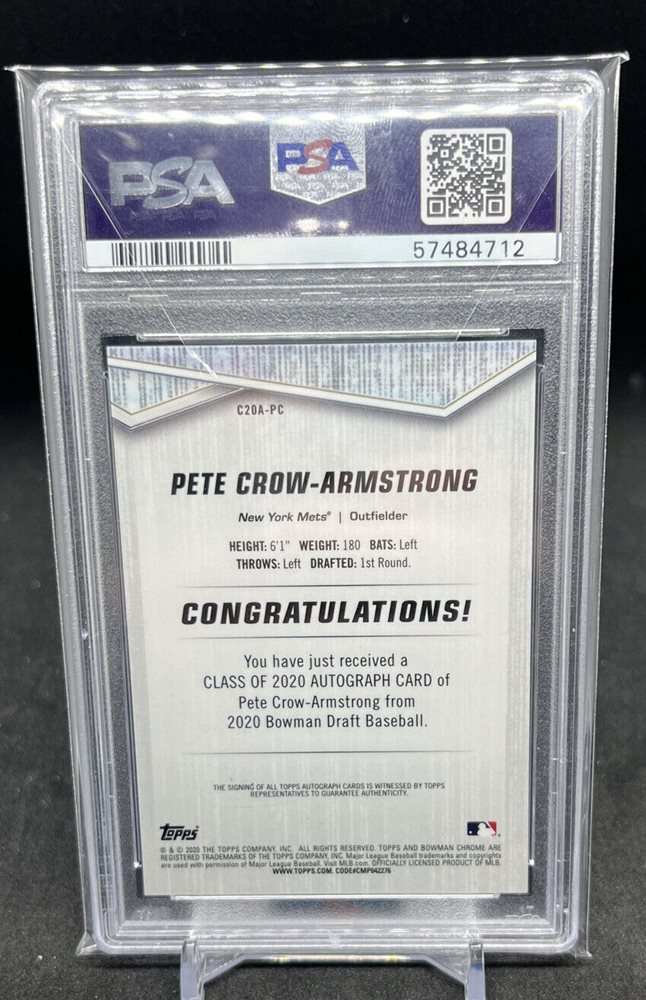 PSA
PSA
57484712
C20A-PC
PETE CROW-ARMSTRONG
New York Mets® | Outfielder
HEIGHT: 6'1" WEIGHT: 180 BATS: Left
THROWS: Left DRAFTED: 1st Round.
CONGRATULATIONS!
You have just received a
CLASS OF 2020 AUTOGRAPH CARD of
Pete Crow-Armstrong from
2020 Bowman Draft Baseball.
THE SIGNING OF ALL TOPPS AUTOGRAPH CARDS IS WITNESSED BY TOPPS
REPRESENTATIVES TO GUARANTEE AUTHENTICITY.
topps
® & © 2020 THE TOPPS COMPANY, INC. ALL RIGHTS RESERVED. TOPPS AND BOWMAN CHROME ARE
REGISTERED TRADEMARKS OF THE TOPPS COMPANY, INC. Major League Baseball trademarks and copyrights
are used with permission of Major League Baseball. Visit MLB.com. OFFICIALLY LICENSED PRODUCT OF MLB.
WWW.TOPPS.COM. CODE#CMP042276